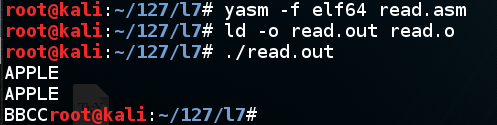 root@kali:~/127/l7# yasm -f elf64 read.asm
root@kali:~/127/l7# ld -o read.out read.o
root@kali:~/127/l7# ./read.out
APPLE
APPLE
BBCCroot@kali:~/127/l7#